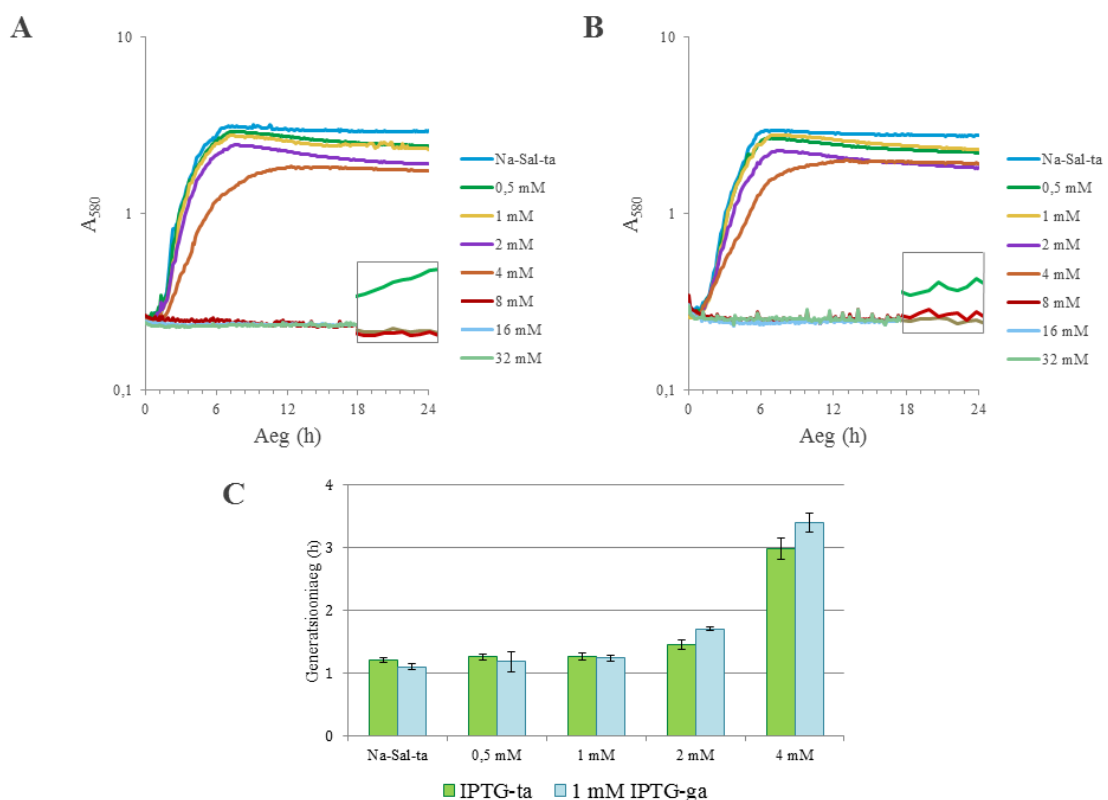 A
10
1
0,1
A580
0 6 12 18 24
Aeg (h)
Na-Sal-ta
0,5 mM
1 mM
2 mM
4 mM
8 mM
16 mM
32 mM
B
10
1
0,1
A580
0 6 12 18 24
Aeg (h)
Na-Sal-ta
0,5 mM
1 mM
2 mM
4 mM
8 mM
16 mM
32 mM
C
4
3
2
1
0
Generatsiooniaeg (h)
Na-Sal-ta 0,5 mM 1 mM 2 mM 4 mM
IPTG-ta 1 mM IPTG-ga